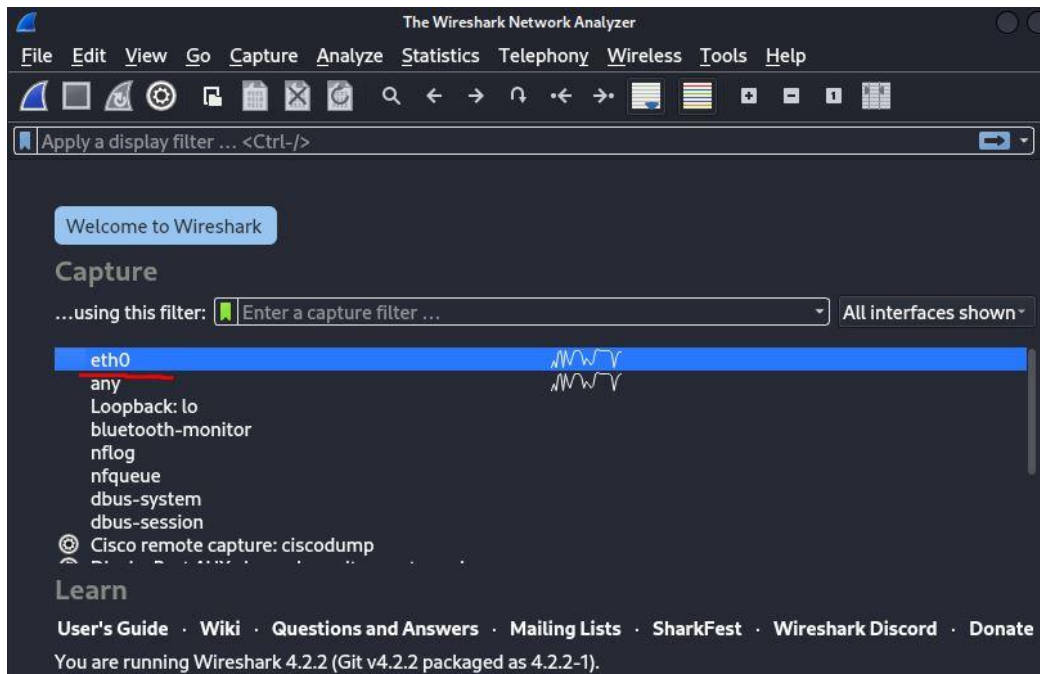 The Wireshark Network Analyzer
File Edit View Go Capture Analyze Statistics Telephony Wireless Tools Help
Apply a display filter … <Ctrl-/>
Welcome to Wireshark
Capture
…using this filter: Enter a capture filter … All interfaces shown
eth0
any
Loopback: lo
bluetooth-monitor
nflog
nfqueue
dbus-system
dbus-session
Cisco remote capture: ciscodump
Learn
User's Guide · Wiki · Questions and Answers · Mailing Lists · SharkFest · Wireshark Discord · Donate
You are running Wireshark 4.2.2 (Git v4.2.2 packaged as 4.2.2-1).